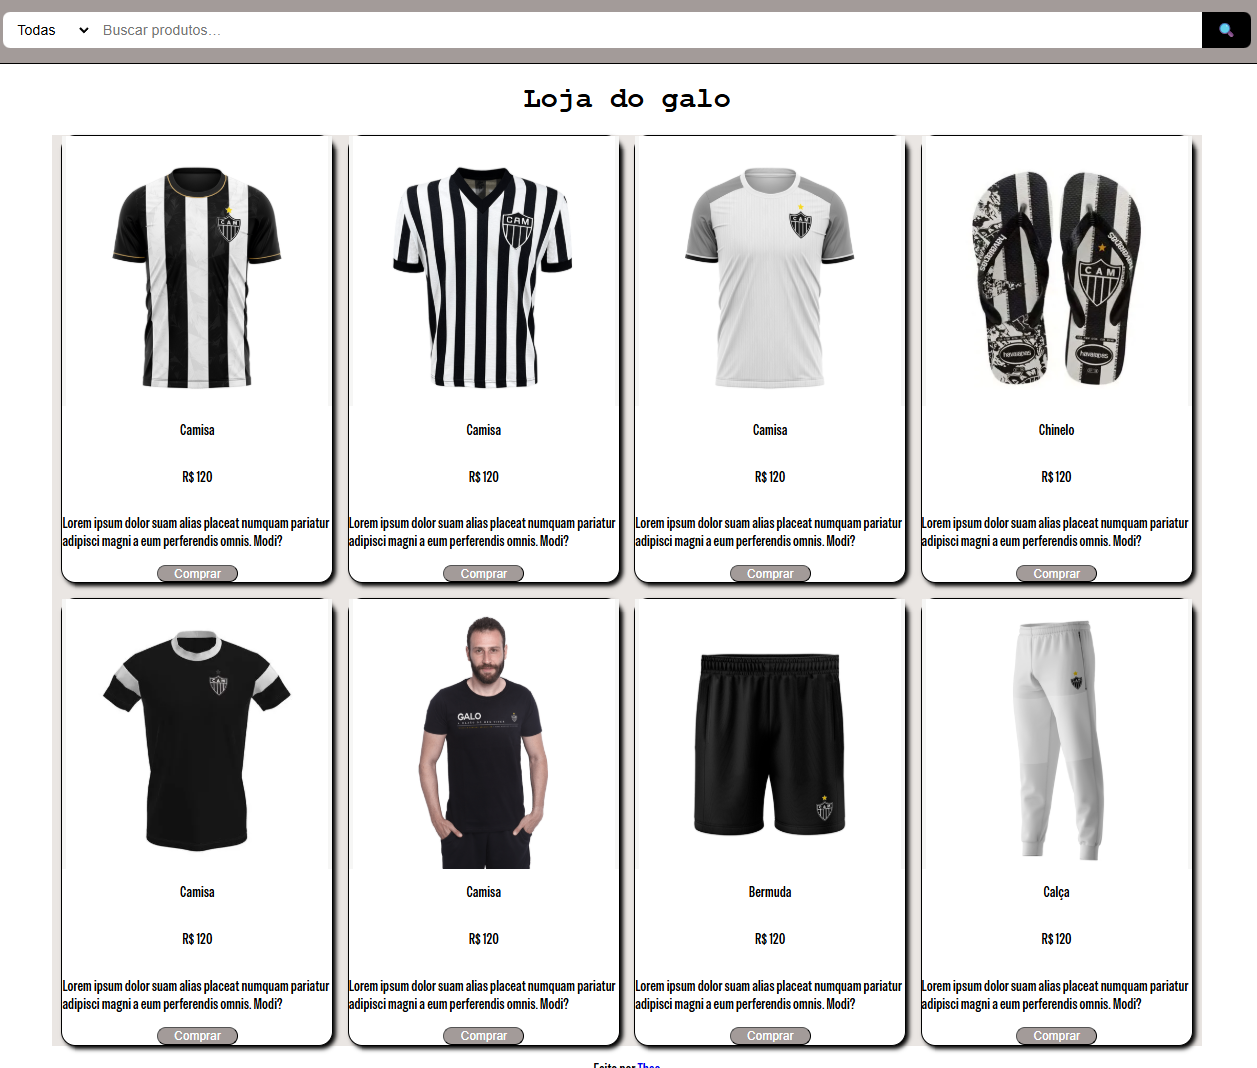 Todas Buscar produtos...
Loja do galo
CAM
CAM
CAM
havaianas
havaianas
CAM
havaianas
havaianas
Camisa
Camisa
Camisa
Chinelo
R$ 120
R$ 120
R$ 120
R$ 120
Lorem ipsum dolor suam alias placeat numquam pariatur
adipisci magni a eum perferendis omnis. Modi?
Lorem ipsum dolor suam alias placeat numquam pariatur
adipisci magni a eum perferendis omnis. Modi?
Lorem ipsum dolor suam alias placeat numquam pariatur
adipisci magni a eum perferendis omnis. Modi?
Lorem ipsum dolor suam alias placeat numquam pariatur
adipisci magni a eum perferendis omnis. Modi?
Comprar
Comprar
Comprar
Comprar
CAM
GALO
CAM
CAM
Camisa
Camisa
Bermuda
Calça
R$ 120
R$ 120
R$ 120
R$ 120
Lorem ipsum dolor suam alias placeat numquam pariatur
adipisci magni a eum perferendis omnis. Modi?
Lorem ipsum dolor suam alias placeat numquam pariatur
adipisci magni a eum perferendis omnis. Modi?
Lorem ipsum dolor suam alias placeat numquam pariatur
adipisci magni a eum perferendis omnis. Modi?
Lorem ipsum dolor suam alias placeat numquam pariatur
adipisci magni a eum perferendis omnis. Modi?
Comprar
Comprar
Comprar
Comprar
Feito por Theo